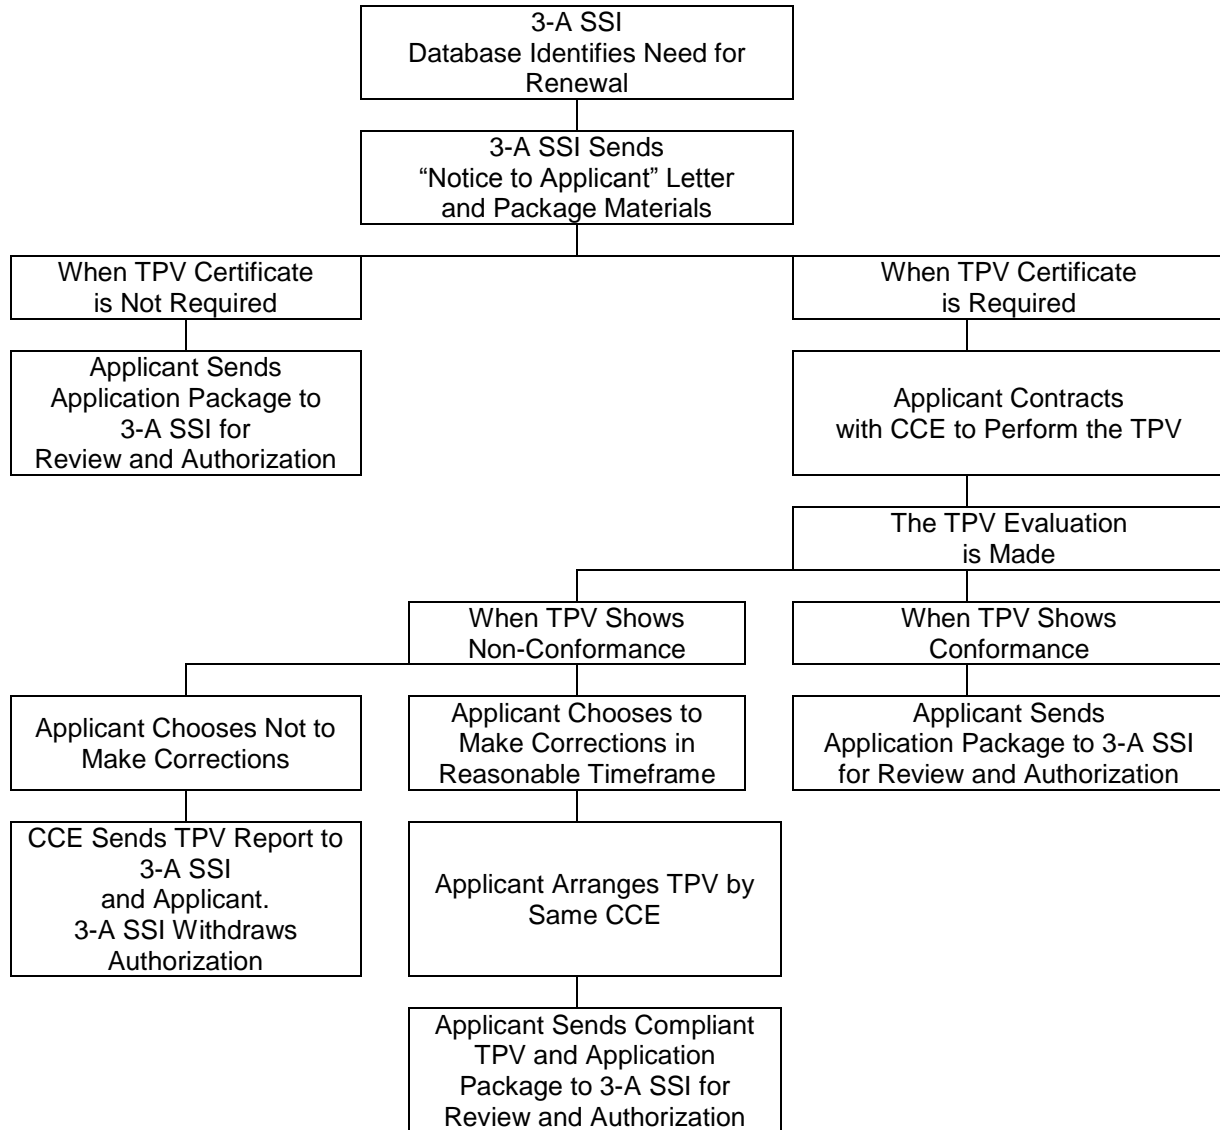 3-A SSI
Database Identifies Need for
Renewal
3-A SSI Sends
“Notice to Applicant” Letter
and Package Materials
When TPV Certificate
is Not Required
When TPV Certificate
is Required
Applicant Sends
Application Package to
3-A SSI for
Review and Authorization
Applicant Contracts
with CCE to Perform the TPV
The TPV Evaluation
is Made
When TPV Shows
Non-Conformance
When TPV Shows
Conformance
Applicant Chooses Not to
Make Corrections
Applicant Chooses to
Make Corrections in
Reasonable Timeframe
Applicant Sends
Application Package to 3-A SSI
for Review and Authorization
CCE Sends TPV Report to
3-A SSI
and Applicant.
3-A SSI Withdraws
Authorization
Applicant Arranges TPV by
Same CCE
Applicant Sends Compliant
TPV and Application
Package to 3-A SSI for
Review and Authorization